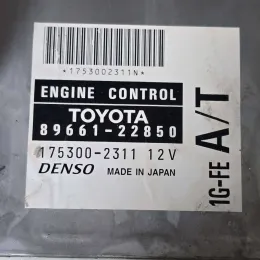 *1753002311N*
ENGINE CONTROL
TOYOTA
89661-22850
175300-2311 12V
DENSO MADE IN JAPAN
1G-FE A/T